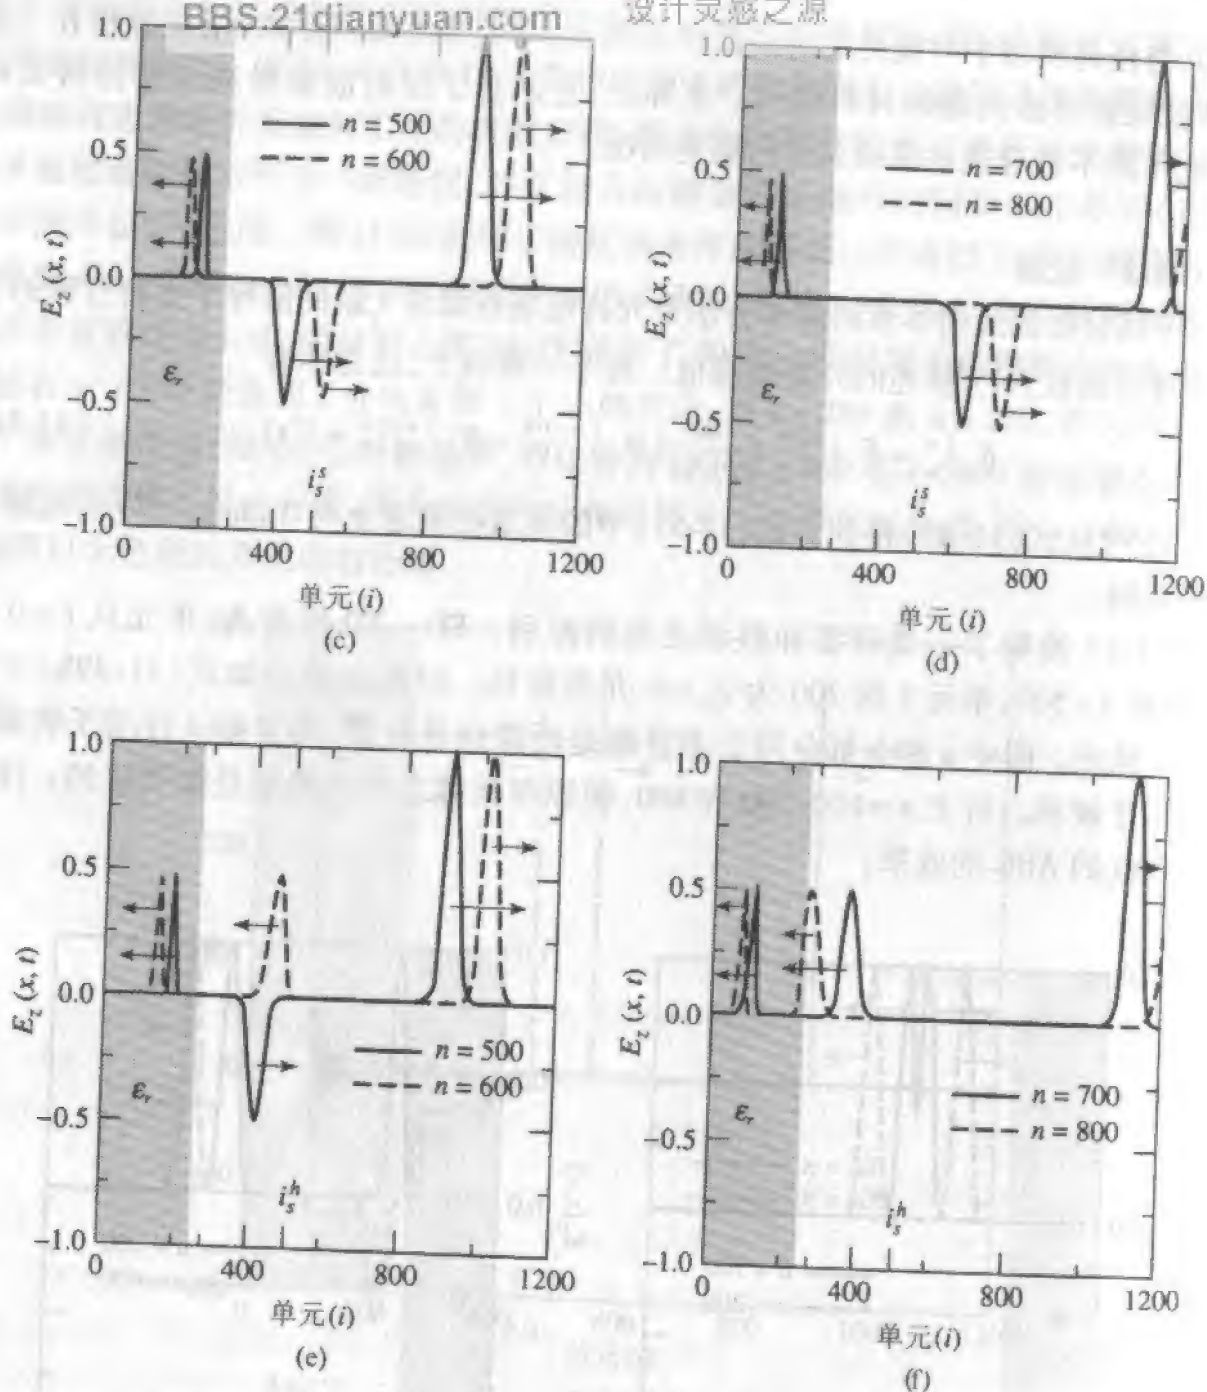 BBS.21dianyuan.com 设计灵感之源
1.0
0.5
0.0
-0.5
-1.0
E_z (x, t)
n = 500
n = 600
ε_r
i_s^s
0 400 800 1200
单元(i)
(c)
1.0
0.5
0.0
-0.5
-1.0
E_z (x, t)
n = 700
n = 800
ε_r
i_s^s
0 400 800 1200
单元(i)
(d)
1.0
0.5
0.0
-0.5
-1.0
E_z (x, t)
n = 500
n = 600
ε_r
i_s^h
0 400 800 1200
单元(i)
(e)
1.0
0.5
0.0
-0.5
-1.0
E_z (x, t)
n = 700
n = 800
ε_r
i_s^h
0 400 800 1200
单元(i)
(f)